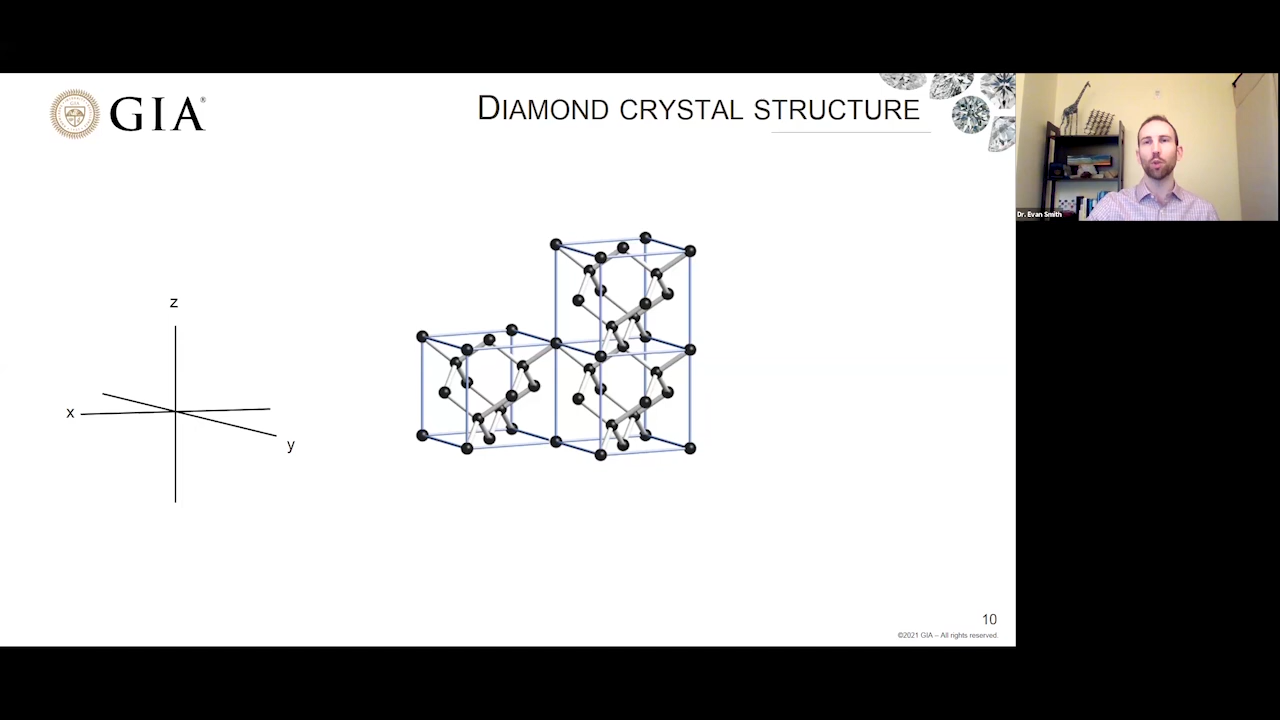 GIA®
DIAMOND CRYSTAL STRUCTURE
Dr. Evan Smith
z
x
y
10
©2021 GIA – All rights reserved.